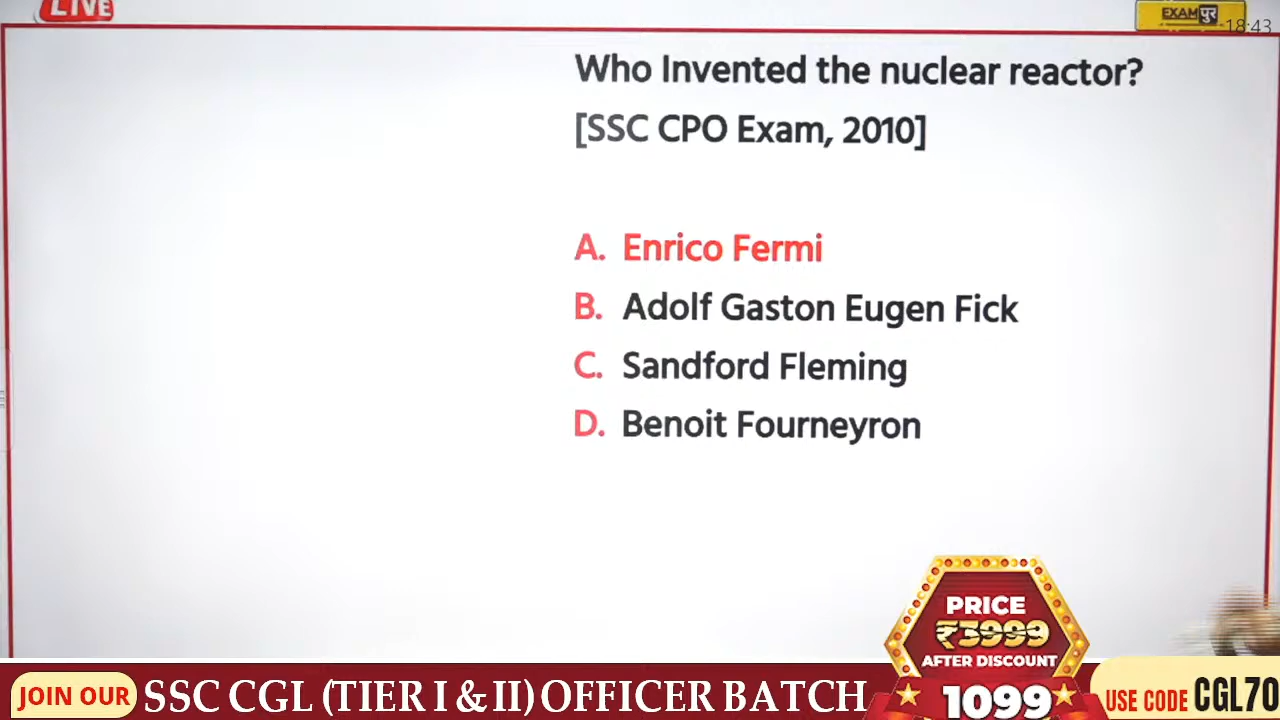 LIVE
EXAM पुर
18:43
Who Invented the nuclear reactor?
[SSC CPO Exam, 2010]
A. Enrico Fermi
B. Adolf Gaston Eugen Fick
C. Sandford Fleming
D. Benoit Fourneyron
PRICE
₹3999
AFTER DISCOUNT
1099
JOIN OUR SSC CGL (TIER I & II) OFFICER BATCH
USE CODE CGL70